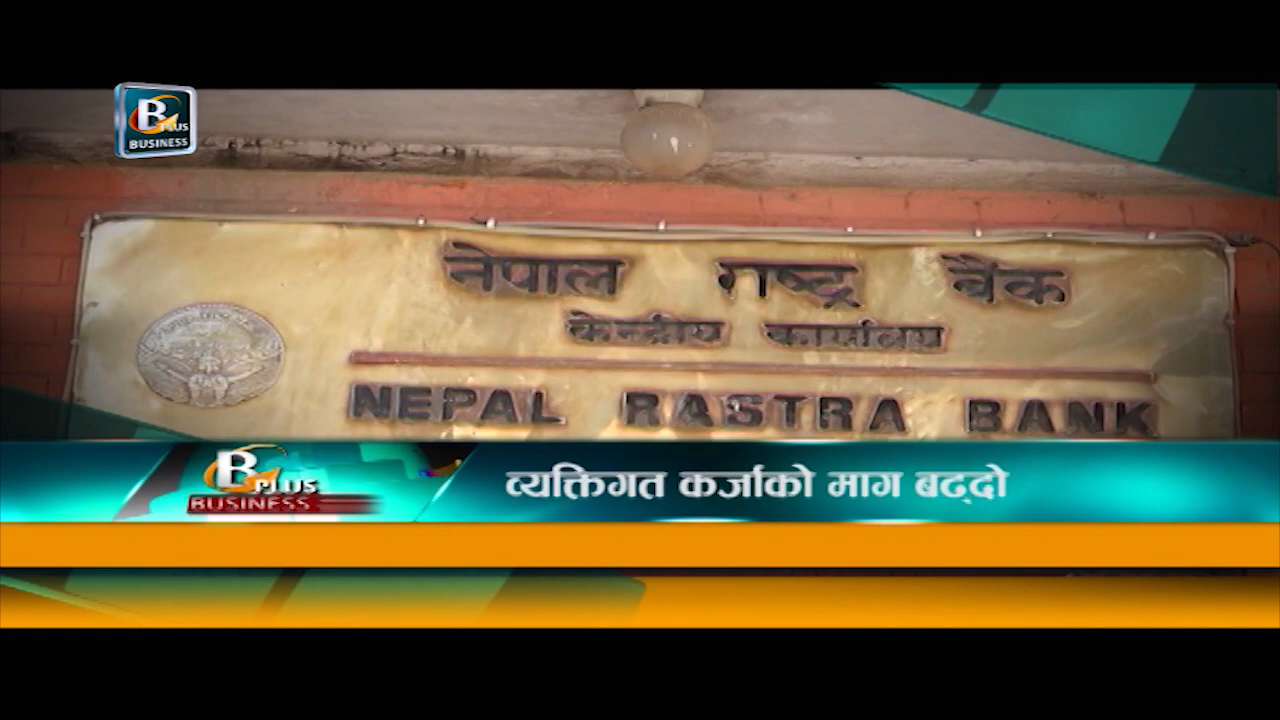 B PLUS
BUSINESS
नेपाल राष्ट्र बैंक
केन्द्रीय कार्यालय
NEPAL RASTRA BANK
B PLUS
BUSINESS
व्यक्तिगत कर्जाको माग बढ्दो